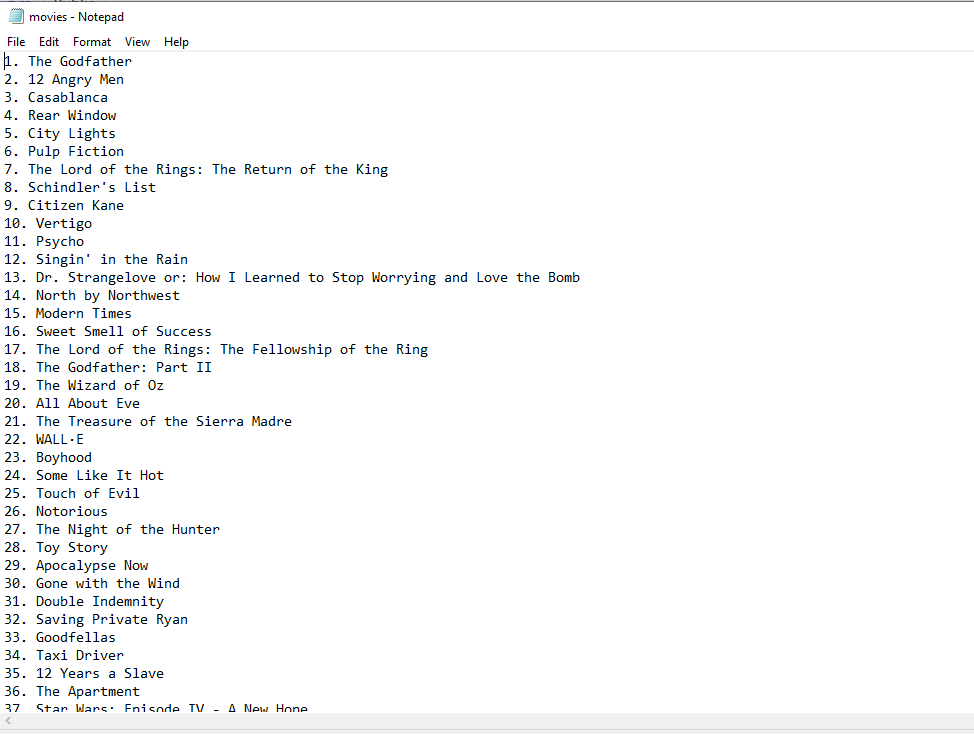 movies - Notepad
File Edit Format View Help
1. The Godfather
2. 12 Angry Men
3. Casablanca
4. Rear Window
5. City Lights
6. Pulp Fiction
7. The Lord of the Rings: The Return of the King
8. Schindler's List
9. Citizen Kane
10. Vertigo
11. Psycho
12. Singin' in the Rain
13. Dr. Strangelove or: How I Learned to Stop Worrying and Love the Bomb
14. North by Northwest
15. Modern Times
16. Sweet Smell of Success
17. The Lord of the Rings: The Fellowship of the Ring
18. The Godfather: Part II
19. The Wizard of Oz
20. All About Eve
21. The Treasure of the Sierra Madre
22. WALL·E
23. Boyhood
24. Some Like It Hot
25. Touch of Evil
26. Notorious
27. The Night of the Hunter
28. Toy Story
29. Apocalypse Now
30. Gone with the Wind
31. Double Indemnity
32. Saving Private Ryan
33. Goodfellas
34. Taxi Driver
35. 12 Years a Slave
36. The Apartment
37. Star Wars: Episode IV - A New Hope